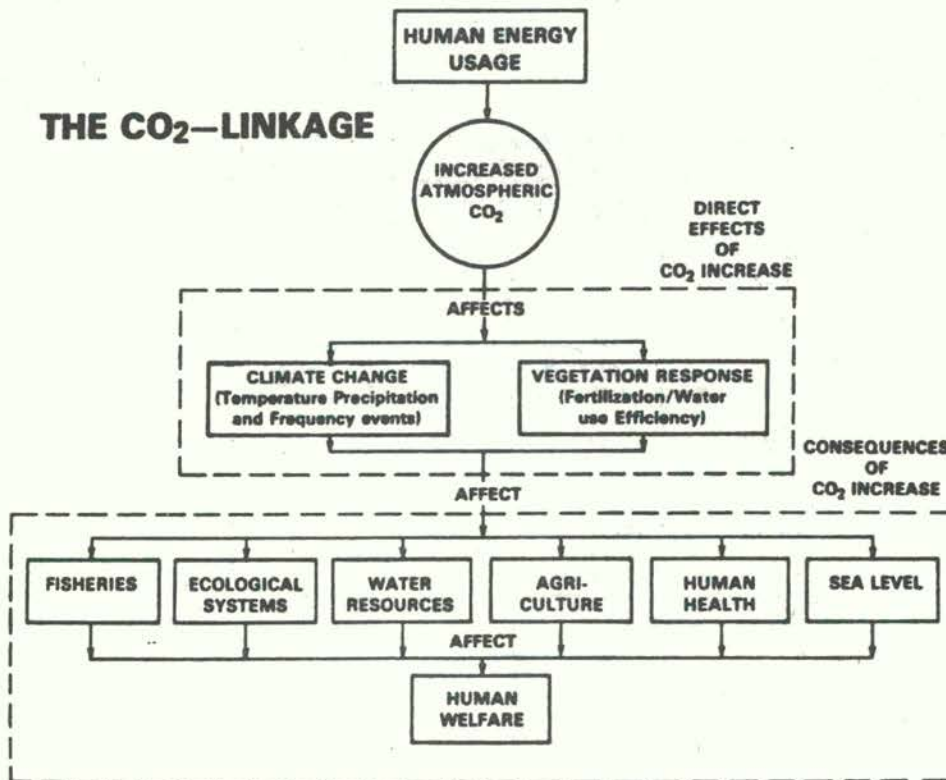 HUMAN ENERGY
USAGE
THE CO₂—LINKAGE
INCREASED
ATMOSPHERIC
CO₂
DIRECT
EFFECTS
OF
CO₂ INCREASE
AFFECTS
CLIMATE CHANGE
(Temperature Precipitation
and Frequency events)
VEGETATION RESPONSE
(Fertilization/Water
use Efficiency)
CONSEQUENCES
OF
CO₂ INCREASE
AFFECT
FISHERIES
ECOLOGICAL
SYSTEMS
WATER
RESOURCES
AGRI-
CULTURE
HUMAN
HEALTH
SEA LEVEL
AFFECT
HUMAN
WELFARE